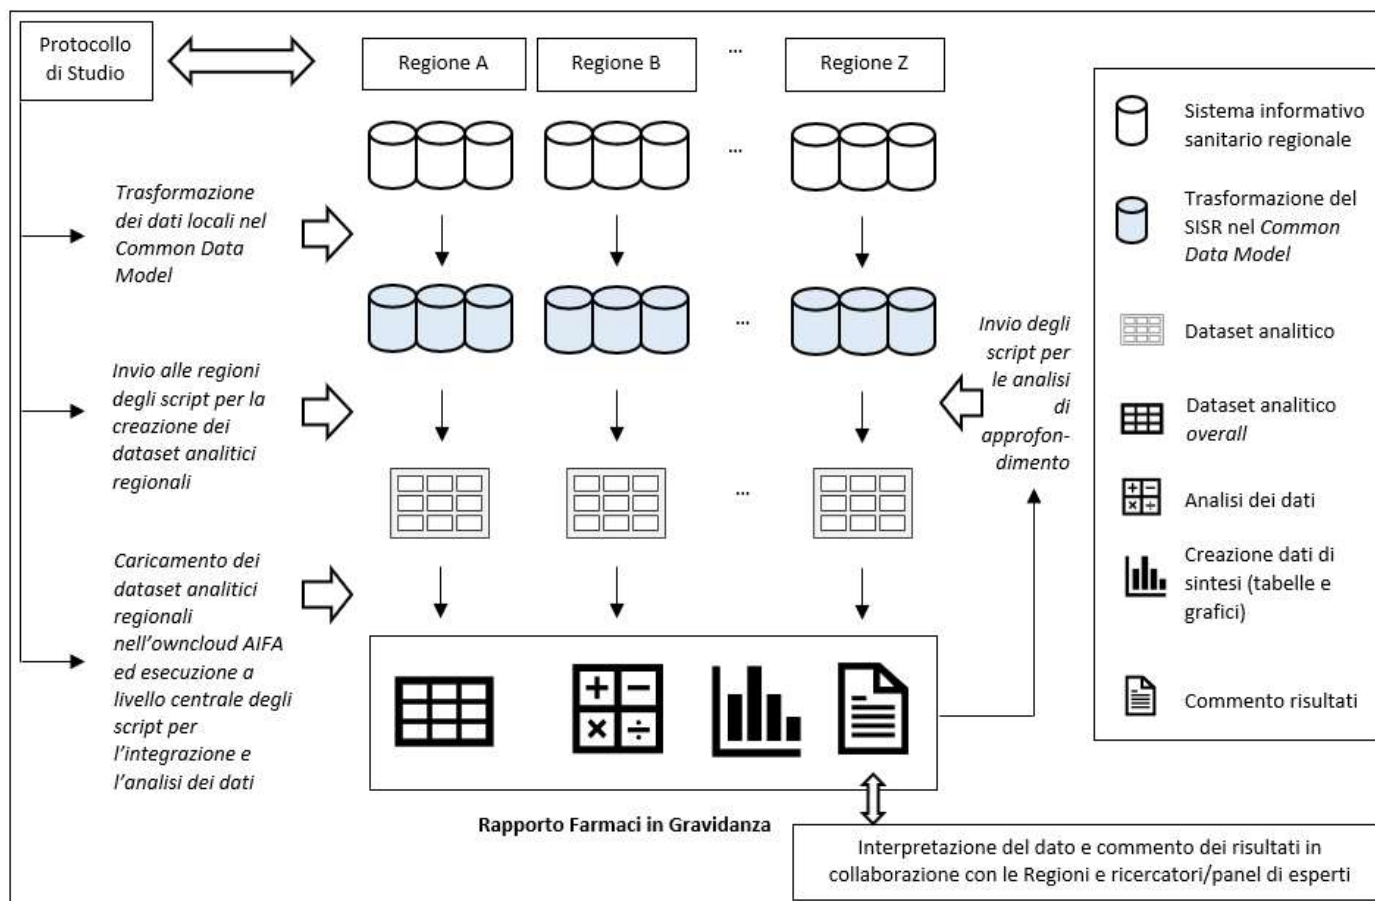 Protocollo
di Studio
Regione A
Regione B
...
Regione Z
...
Trasformazione
dei dati locali nel
Common Data
Model
...
Invio alle regioni
degli script per la
creazione dei
dataset analitici
regionali
Invio degli
script per
le analisi
di
approfon-
dimento
...
Caricamento dei
dataset analitici
regionali
nell'owncloud AIFA
ed esecuzione a
livello centrale degli
script per
l'integrazione e
l'analisi dei dati
Rapporto Farmaci in Gravidanza
Interpretazione del dato e commento dei risultati in
collaborazione con le Regioni e ricercatori/panel di esperti
Sistema informativo
sanitario regionale
Trasformazione del
SISR nel Common
Data Model
Dataset analitico
Dataset analitico
overall
Analisi dei dati
Creazione dati di
sintesi (tabelle e
grafici)
Commento risultati